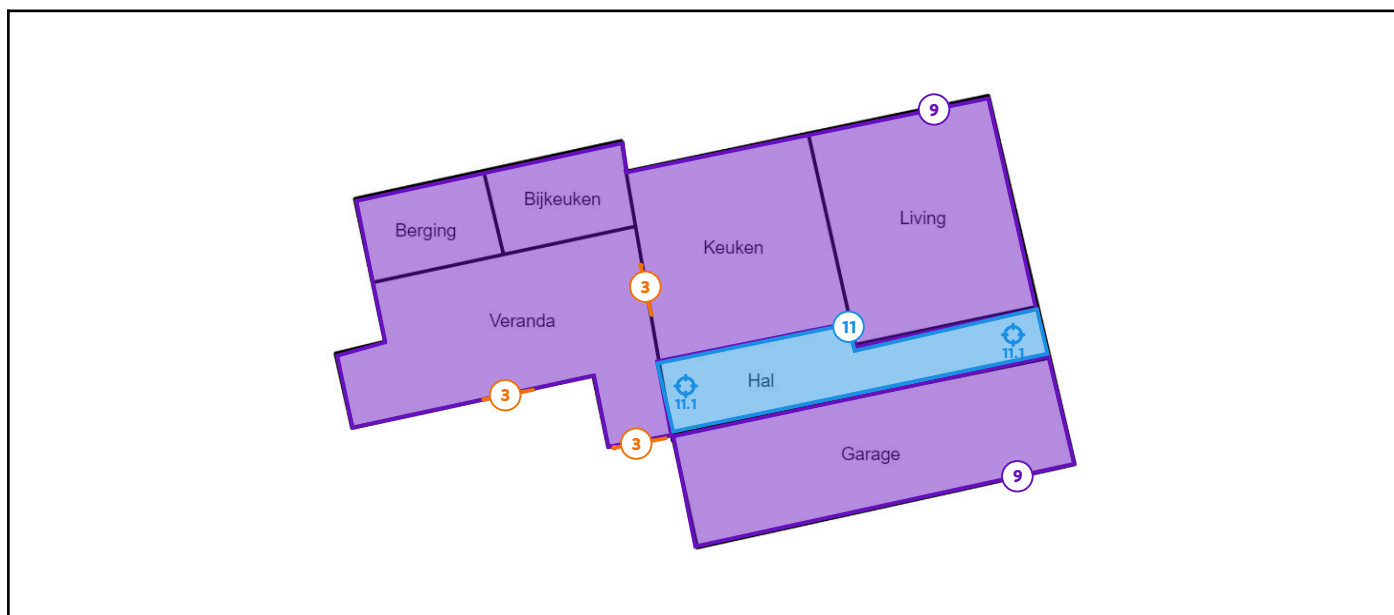 9
Bijkeuken
Berging
Living
Keuken
3
Veranda
11
11.1
Hal
11.1
3
3
Garage
9